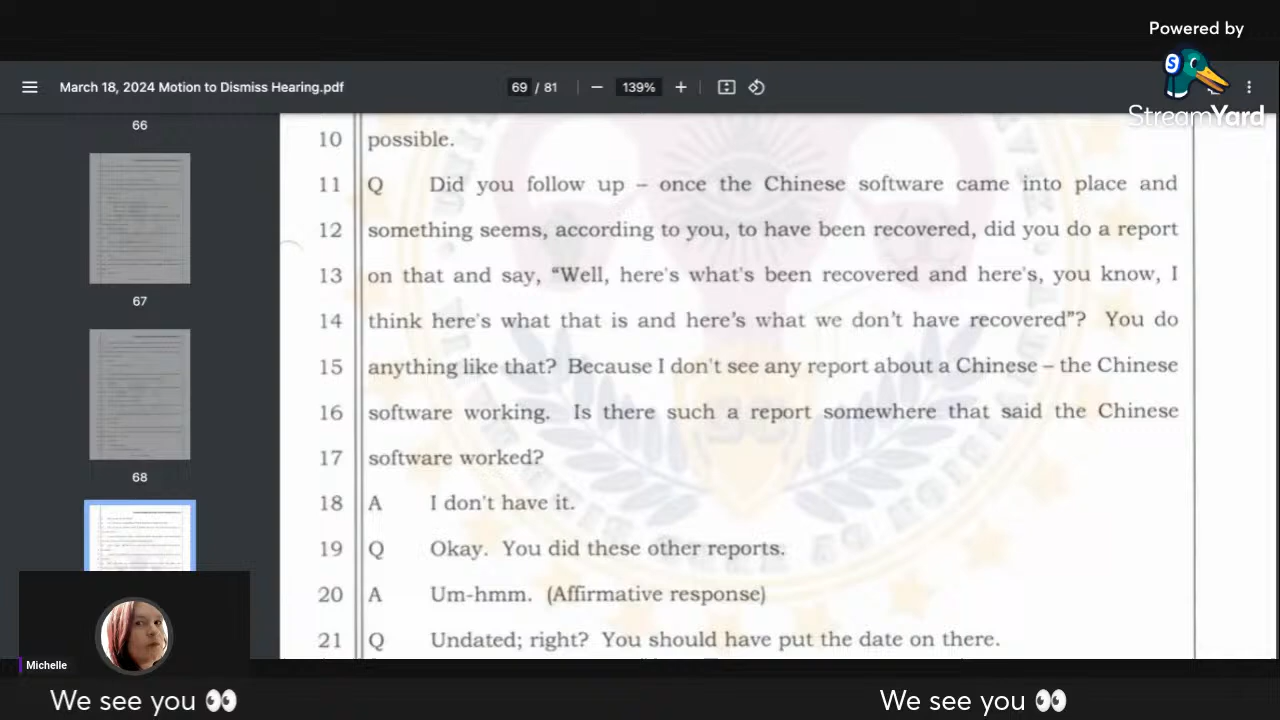 Powered by
StreamYard
March 18, 2024 Motion to Dismiss Hearing.pdf
69 / 81
139%
66
67
68
10 possible.
11 Q Did you follow up – once the Chinese software came into place and
12 something seems, according to you, to have been recovered, did you do a report
13 on that and say, “Well, here's what's been recovered and here's, you know, I
14 think here's what that is and here’s what we don’t have recovered”? You do
15 anything like that? Because I don't see any report about a Chinese – the Chinese
16 software working. Is there such a report somewhere that said the Chinese
17 software worked?
18 A I don't have it.
19 Q Okay. You did these other reports.
20 A Um-hmm. (Affirmative response)
21 Q Undated; right? You should have put the date on there.
Michelle
We see you 👀
We see you 👀